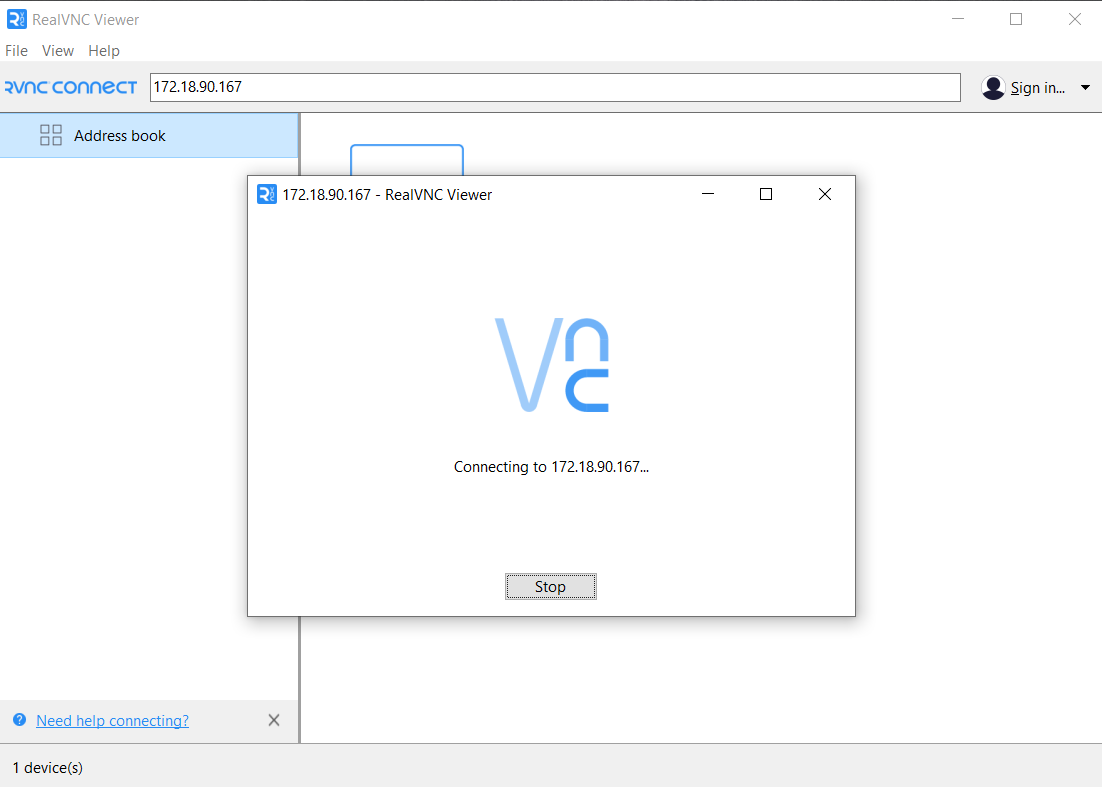 RealVNC Viewer
File View Help
RVNC CONNECT 172.18.90.167 Sign in...
Address book
172.18.90.167 - RealVNC Viewer
Vnc
Connecting to 172.18.90.167...
Stop
Need help connecting?
1 device(s)